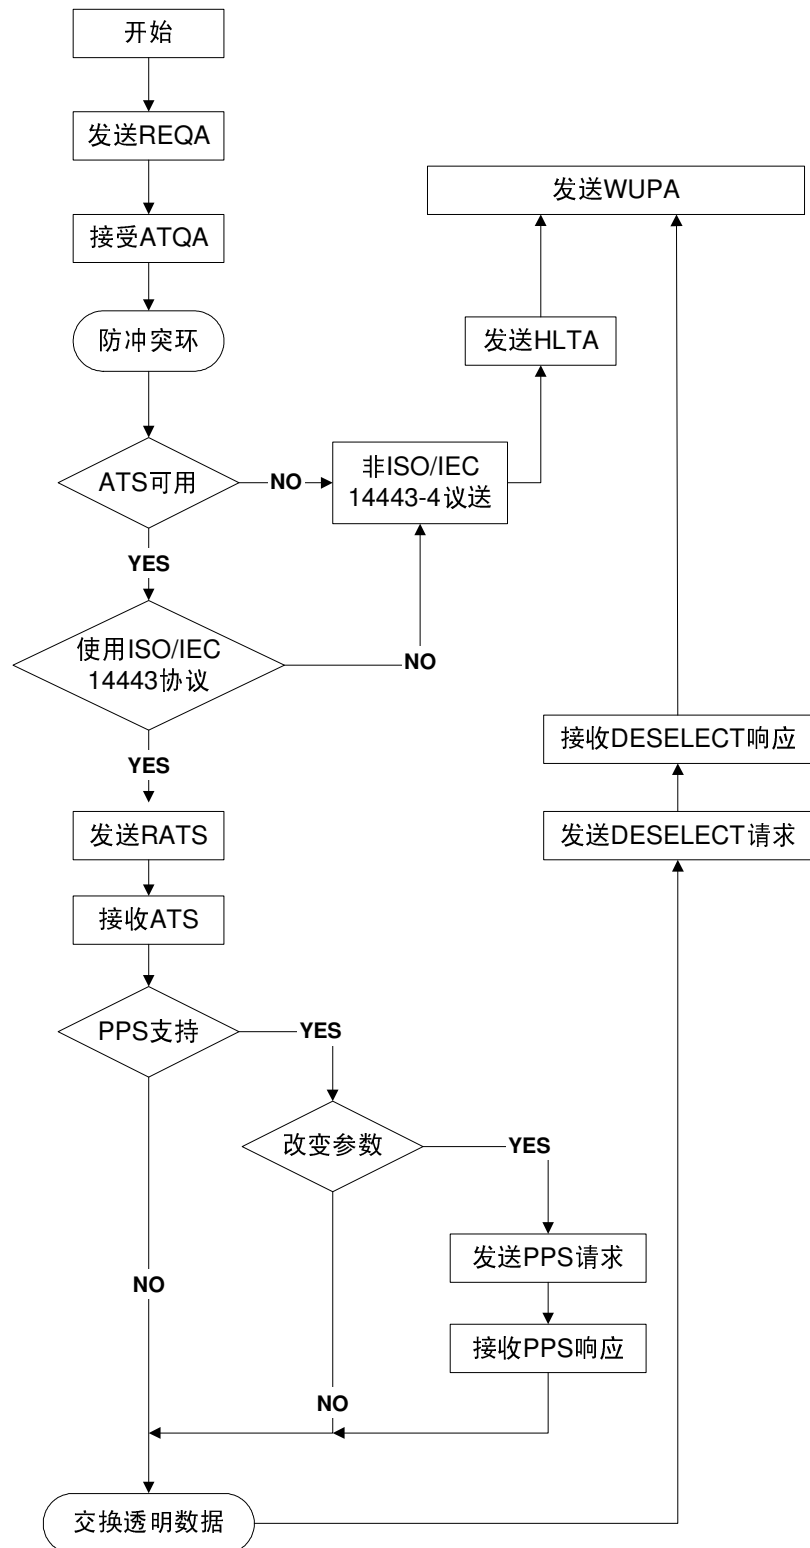 开始
发送REQA
发送WUPA
接受ATQA
防冲突环
发送HLTA
ATS可用
NO
非ISO/IEC
14443-4议送
YES
使用ISO/IEC
14443协议
NO
YES
接收DESELECT响应
发送RATS
发送DESELECT请求
接收ATS
PPS支持
YES
改变参数
YES
发送PPS请求
NO
接收PPS响应
NO
交换透明数据